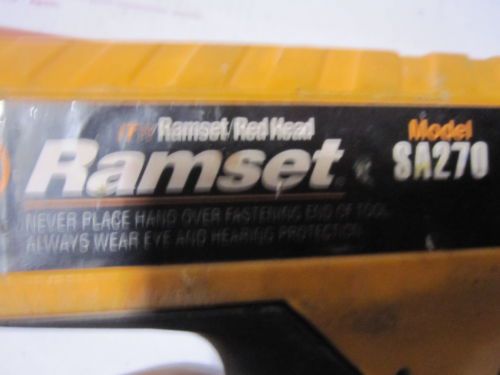 ITW Ramset/Red Head
Ramset
Model
SA270
NEVER PLACE HAND OVER FASTENING END OF TOOL.
ALWAYS WEAR EYE AND HEARING PROTECTION.